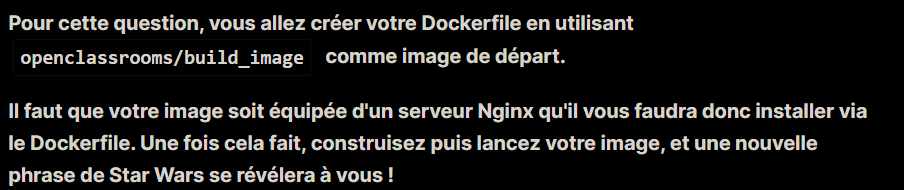 Pour cette question, vous allez créer votre Dockerfile en utilisant
openclassrooms/build_image comme image de départ.
Il faut que votre image soit équipée d'un serveur Nginx qu'il vous faudra donc installer via
le Dockerfile. Une fois cela fait, construisez puis lancez votre image, et une nouvelle
phrase de Star Wars se révélera à vous !